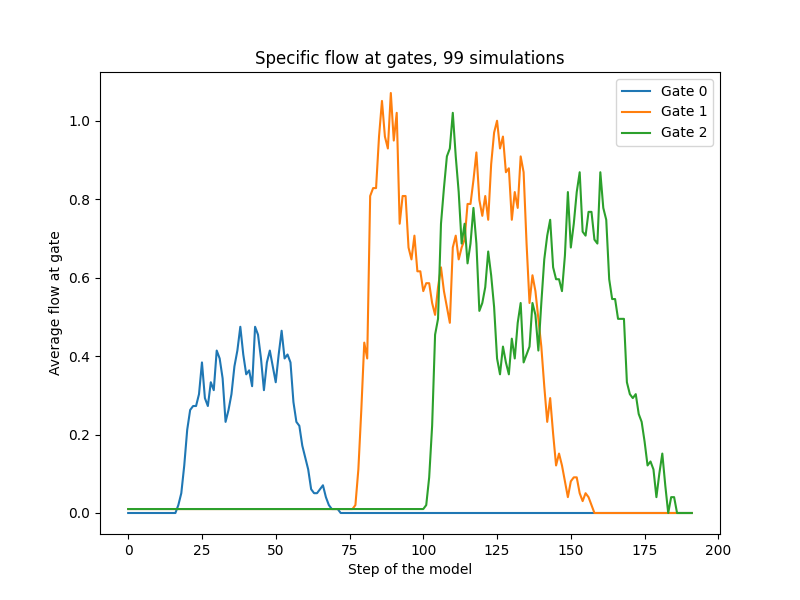 Specific flow at gates, 99 simulations
Gate 0
Gate 1
Gate 2
Average flow at gate
1.0
0.8
0.6
0.4
0.2
0.0
0 25 50 75 100 125 150 175 200
Step of the model